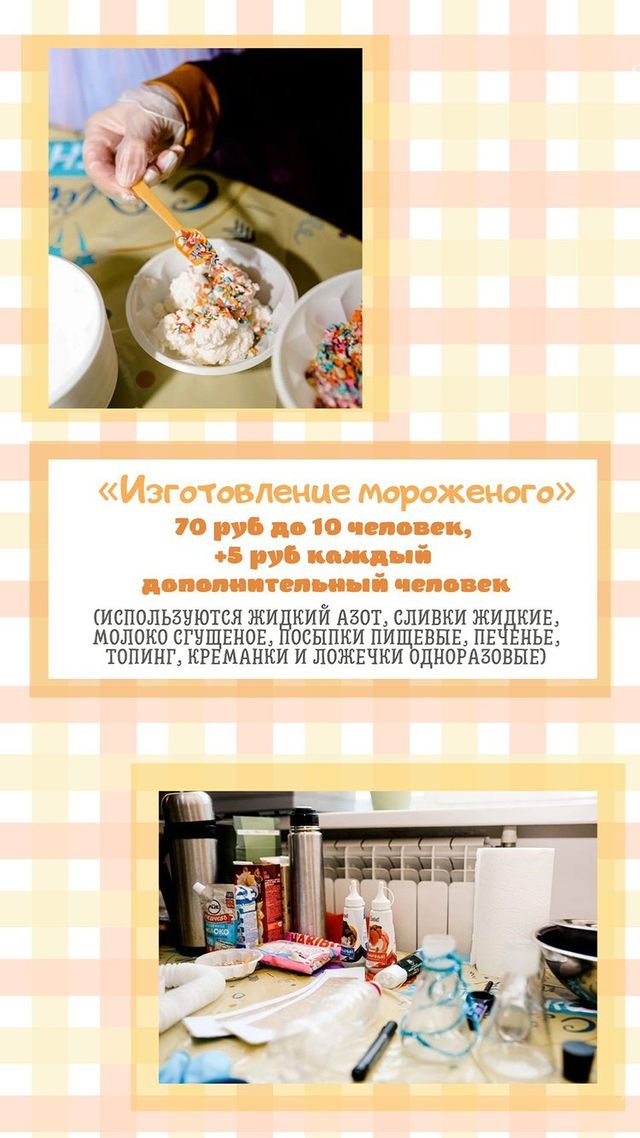 «Изготовление мороженого»
70 руб до 10 человек,
+5 руб каждый
дополнительный человек
(ИСПОЛЬЗУЮТСЯ ЖИДКИЙ АЗОТ, СЛИВКИ ЖИДКИЕ,
МОЛОКО СГУЩЕНОЕ, ПОСЫПКИ ПИЩЕВЫЕ, ПЕЧЕНЬЕ,
ТОПИНГ, КРЕМАНКИ И ЛОЖЕЧКИ ОДНОРАЗОВЫЕ)